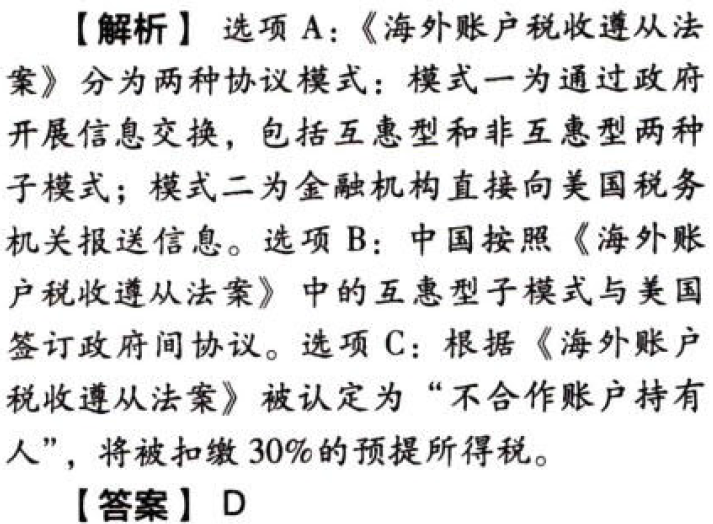 【解析】 选项 A：《海外账户税收遵从法
案》分为两种协议模式：模式一为通过政府
开展信息交换，包括互惠型和非互惠型两种
子模式；模式二为金融机构直接向美国税务
机关报送信息。选项 B：中国按照《海外账
户税收遵从法案》中的互惠型子模式与美国
签订政府间协议。选项 C：根据《海外账户
税收遵从法案》被认定为“不合作账户持有
人”，将被扣缴 30%的预提所得税。
【答案】 D